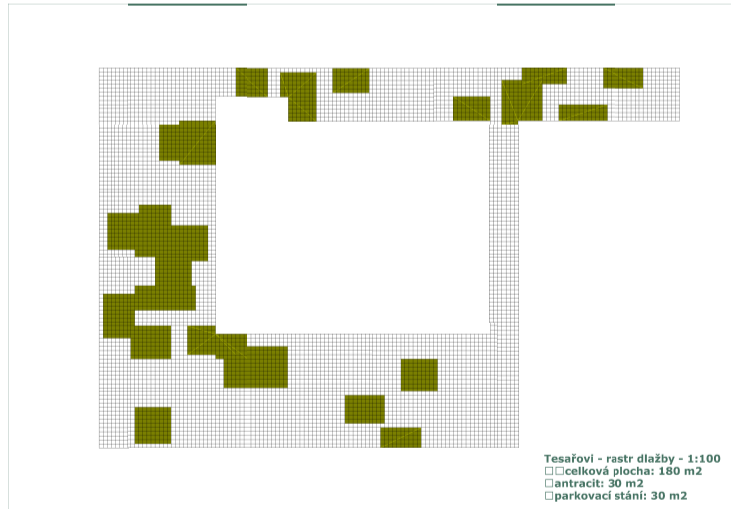 Tesařovi - rastr dlažby - 1:100
□□celková plocha: 180 m2
□antracit: 30 m2
□parkovací stání: 30 m2